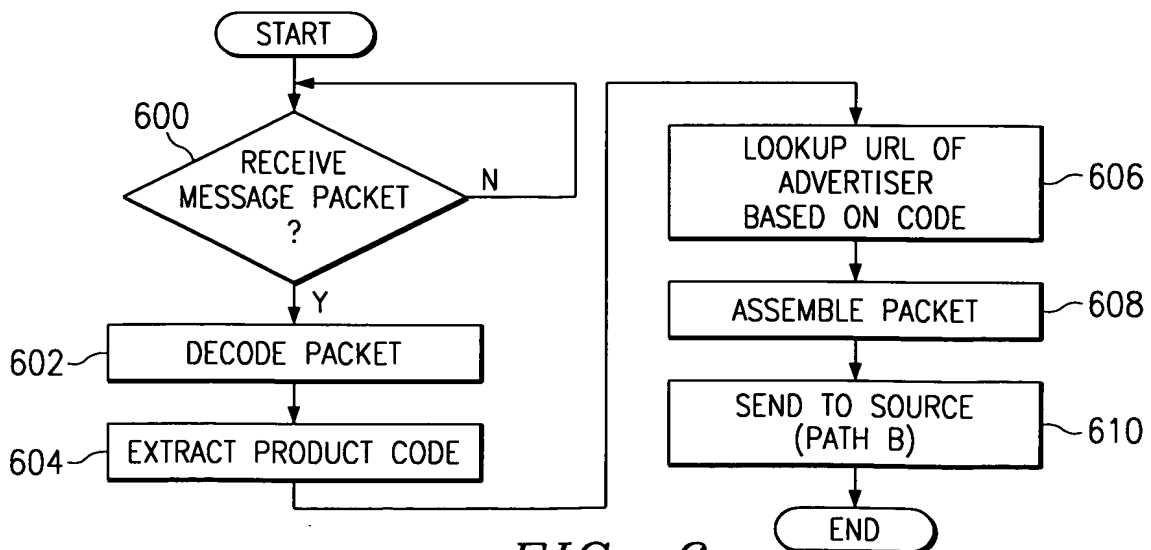 START
600
RECEIVE
MESSAGE PACKET
?
N
Y
602
DECODE PACKET
604
EXTRACT PRODUCT CODE
LOOKUP URL OF
ADVERTISER
BASED ON CODE
606
ASSEMBLE PACKET
608
SEND TO SOURCE
(PATH B)
610
END